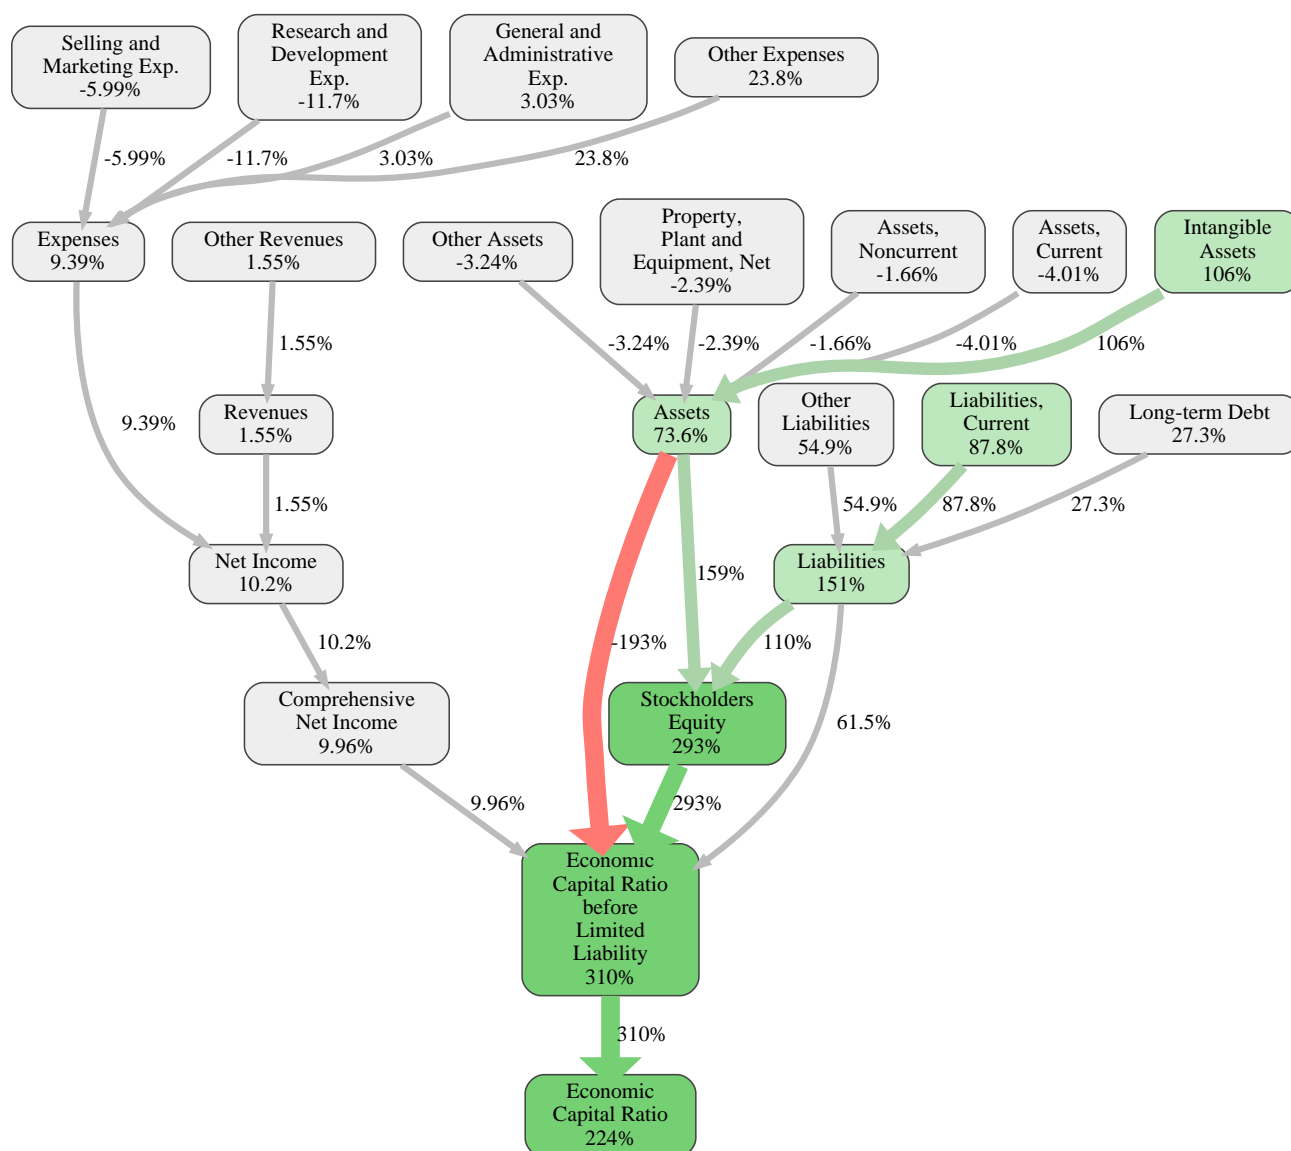 Selling and
Marketing Exp.
-5.99%
Research and
Development
Exp.
-11.7%
General and
Administrative
Exp.
3.03%
Other Expenses
23.8%
-5.99%
-11.7%
3.03%
23.8%
Expenses
9.39%
Other Revenues
1.55%
Other Assets
-3.24%
Property,
Plant and
Equipment, Net
-2.39%
Assets,
Noncurrent
-1.66%
Assets,
Current
-4.01%
Intangible
Assets
106%
1.55%
-3.24%
-2.39%
-1.66%
-4.01%
106%
9.39%
Revenues
1.55%
Assets
73.6%
Other
Liabilities
54.9%
Liabilities,
Current
87.8%
Long-term Debt
27.3%
1.55%
54.9%
87.8%
27.3%
Net Income
10.2%
159%
Liabilities
151%
10.2%
-193%
110%
Comprehensive
Net Income
9.96%
Stockholders
Equity
293%
61.5%
9.96%
293%
Economic
Capital Ratio
before
Limited
Liability
310%
310%
Economic
Capital Ratio
224%